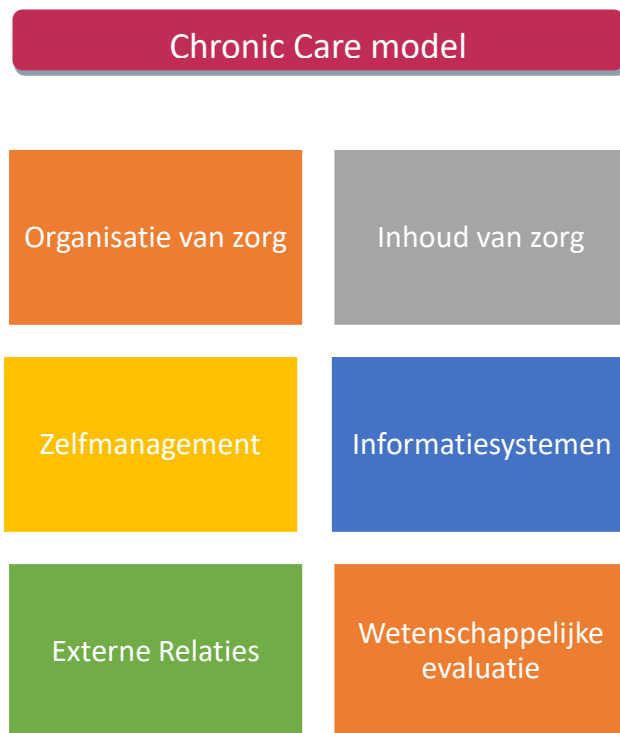 Chronic Care model
Organisatie van zorg
Inhoud van zorg
Zelfmanagement
Informatiesystemen
Externe Relaties
Wetenschappelijke
evaluatie